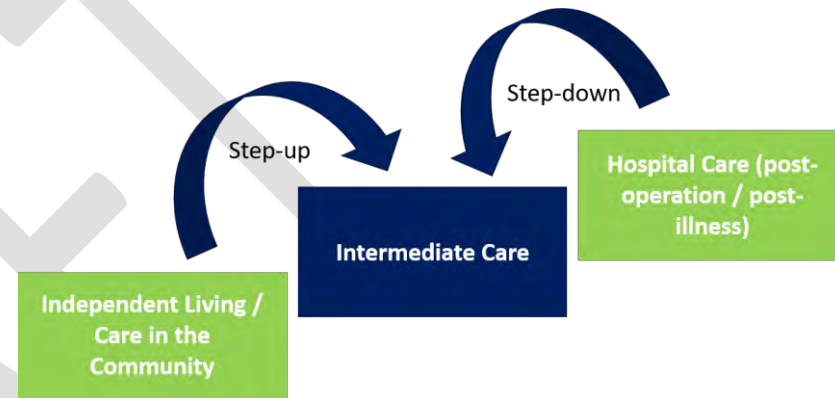 Step-down
Step-up
Hospital Care (post-
operation / post-
illness)
Intermediate Care
Independent Living /
Care in the
Community